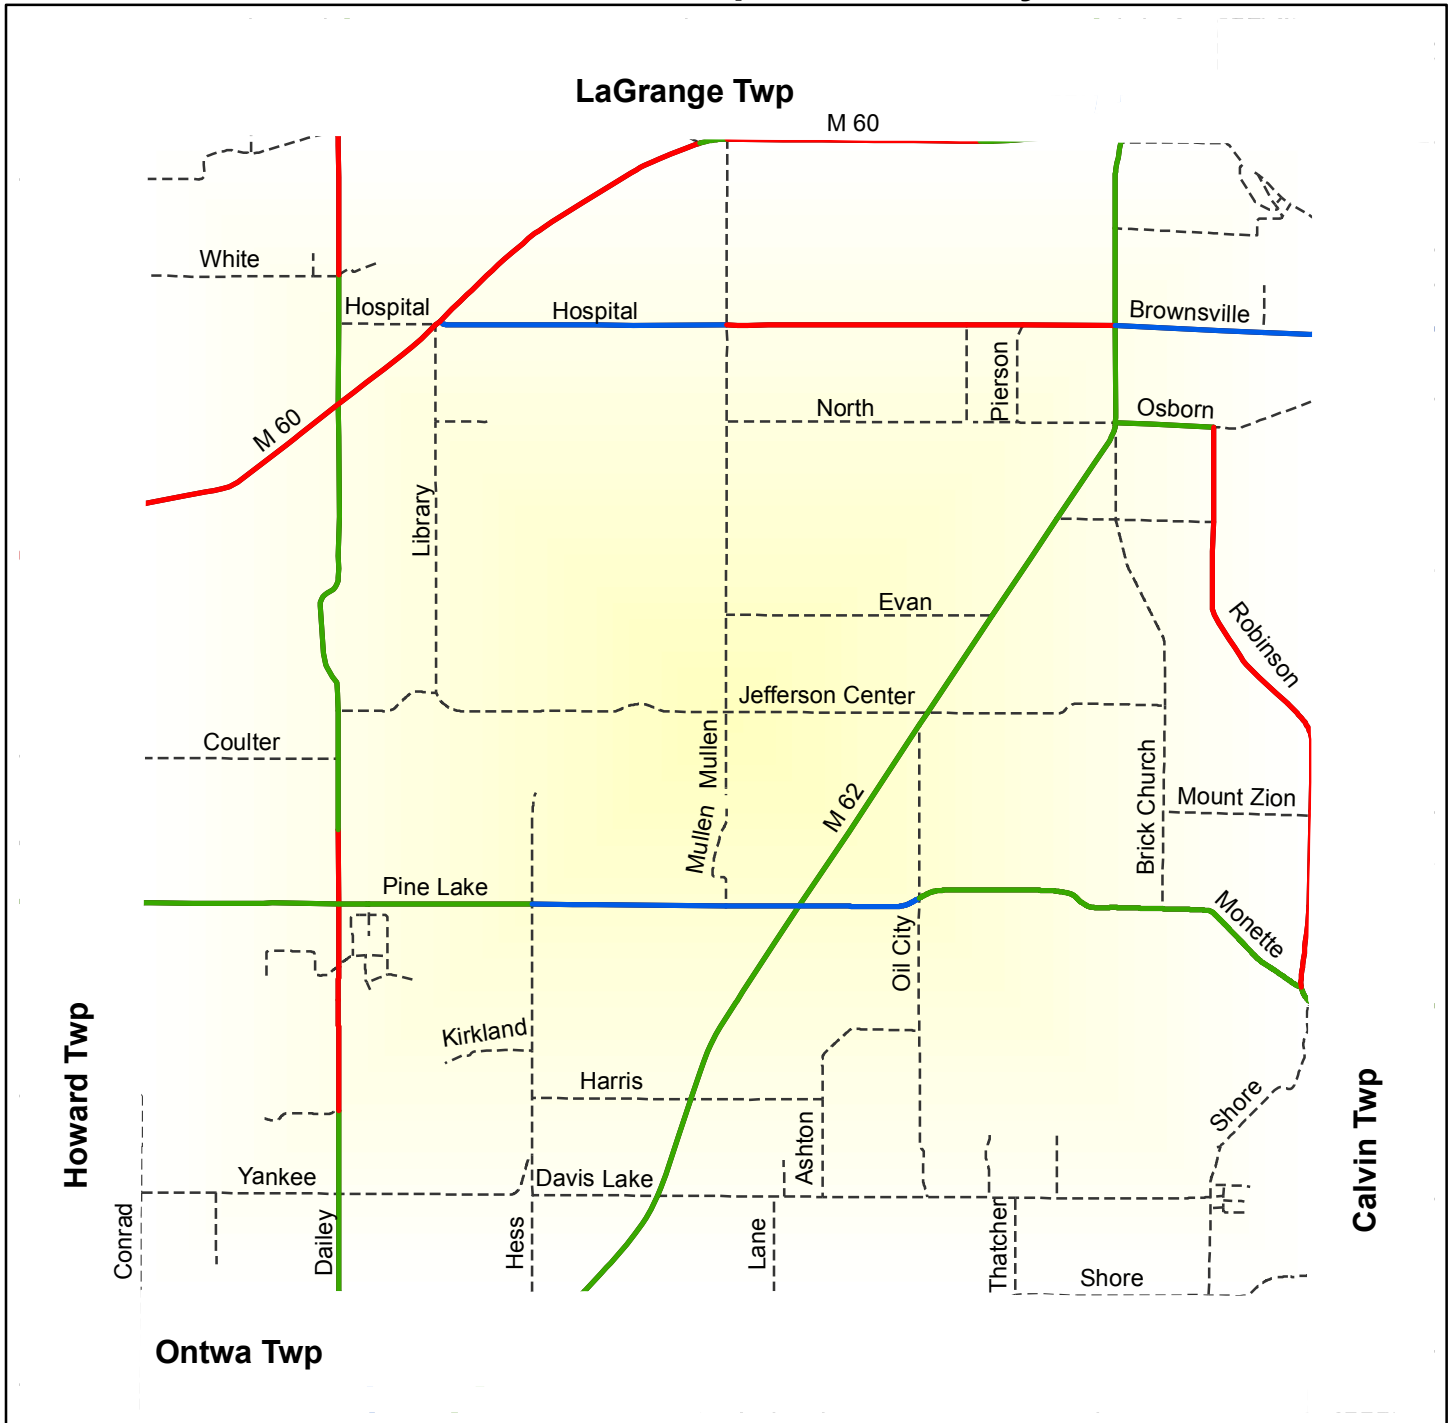 LaGrange Twp
M 60
White
Hospital
Hospital
Brownsville
Pierson
North
Osborn
M 60
Library
Evan
Robinson
Jefferson Center
Mullen
Coulter
Brick Church
Mount Zion
M 62
Mullen
Pine Lake
Monette
Oil City
Kirkland
Harris
Howard Twp
Shore
Calvin Twp
Ashton
Yankee
Davis Lake
Conrad
Dailey
Hess
Lane
Thatcher
Shore
Ontwa Twp